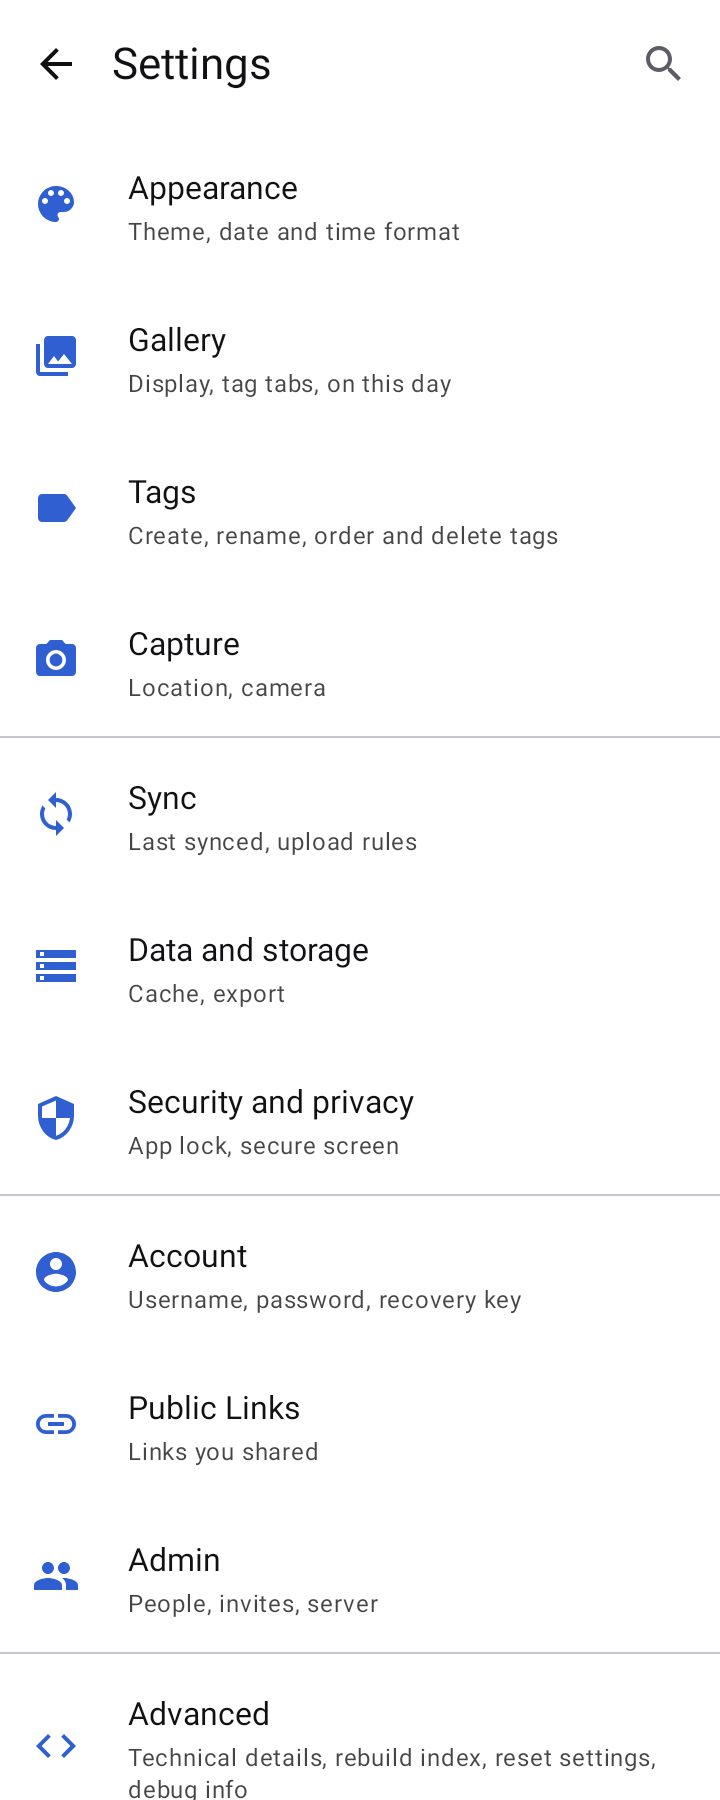 Settings
Appearance
Theme, date and time format
Gallery
Display, tag tabs, on this day
Tags
Create, rename, order and delete tags
Capture
Location, camera
Sync
Last synced, upload rules
Data and storage
Cache, export
Security and privacy
App lock, secure screen
Account
Username, password, recovery key
Public Links
Links you shared
Admin
People, invites, server
Advanced
Technical details, rebuild index, reset settings,
debug info